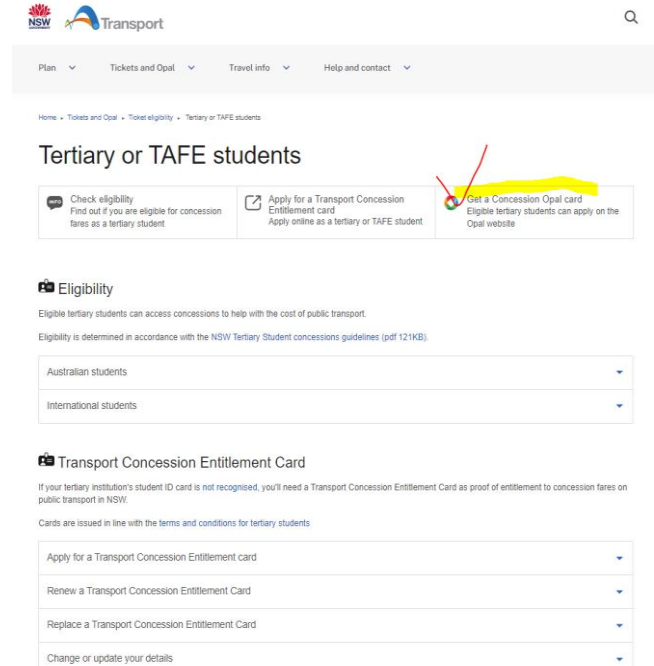 NSW
GOVERNMENT
Transport
Plan Tickets and Opal Travel info Help and contact
Home Tickets and Opal Ticket eligibility Tertiary or TAFE students
Tertiary or TAFE students
INFO
Check eligibility
Find out if you are eligible for concession
fares as a tertiary student
Apply for a Transport Concession
Entitlement card
Apply online as a tertiary or TAFE student
Get a Concession Opal card
Eligible tertiary students can apply on the
Opal website
Eligibility
Eligible tertiary students can access concessions to help with the cost of public transport.
Eligibility is determined in accordance with the NSW Tertiary Student concessions guidelines (pdf 121KB).
Australian students
International students
Transport Concession Entitlement Card
If your tertiary institution's student ID card is not recognised, you'll need a Transport Concession Entitlement Card as proof of entitlement to concession fares on
public transport in NSW.
Cards are issued in line with the terms and conditions for tertiary students
Apply for a Transport Concession Entitlement card
Renew a Transport Concession Entitlement Card
Replace a Transport Concession Entitlement Card
Change or update your details